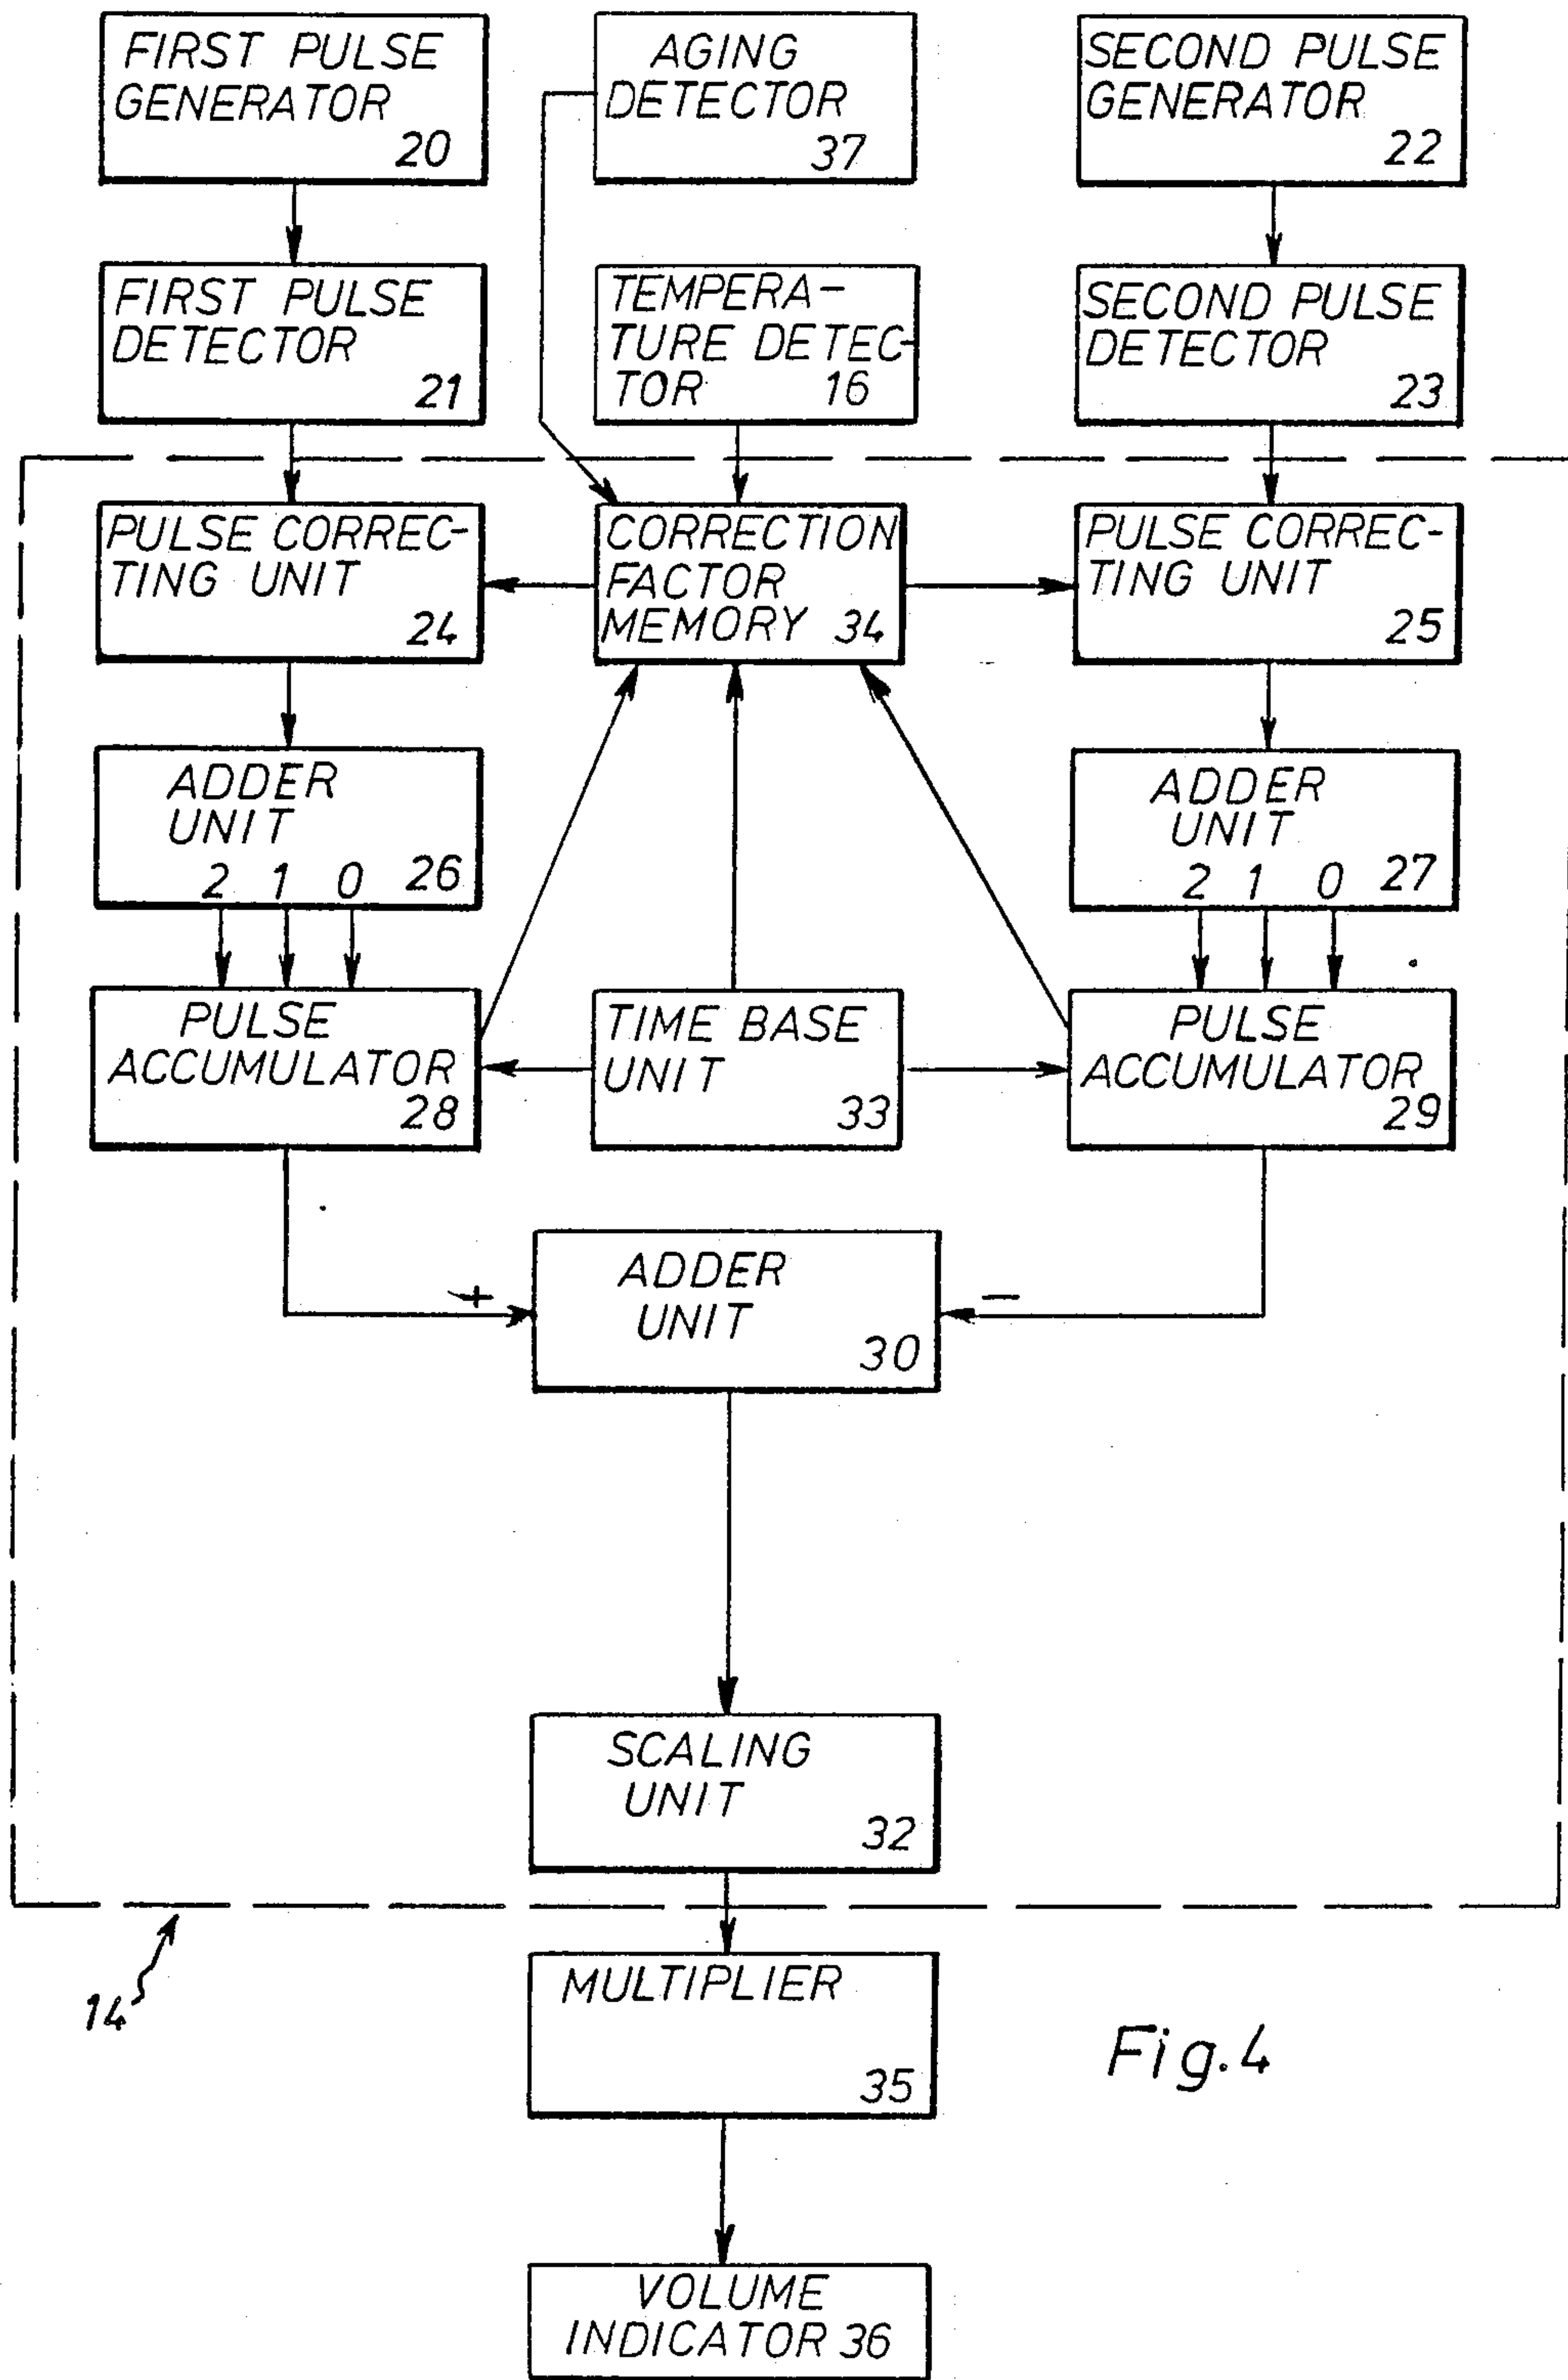 FIRST PULSE
GENERATOR
20
AGING
DETECTOR
37
SECOND PULSE
GENERATOR
22
FIRST PULSE
DETECTOR
21
TEMPERA-
TURE DETEC-
TOR 16
SECOND PULSE
DETECTOR
23
PULSE CORREC-
TING UNIT
24
CORRECTION
FACTOR
MEMORY 34
PULSE CORREC-
TING UNIT
25
ADDER
UNIT
2 1 0 26
ADDER
UNIT
2 1 0 27
PULSE
ACCUMULATOR
28
TIME BASE
UNIT
33
PULSE
ACCUMULATOR
29
+
ADDER
UNIT
30
−
SCALING
UNIT
32
14
MULTIPLIER
35
Fig.4
VOLUME
INDICATOR 36